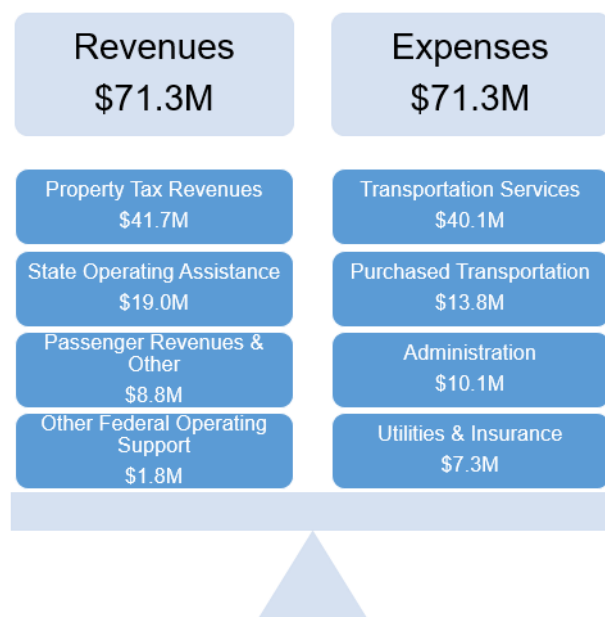 Revenues
$71.3M
Property Tax Revenues
$41.7M
State Operating Assistance
$19.0M
Passenger Revenues &
Other
$8.8M
Other Federal Operating
Support
$1.8M
Expenses
$71.3M
Transportation Services
$40.1M
Purchased Transportation
$13.8M
Administration
$10.1M
Utilities & Insurance
$7.3M